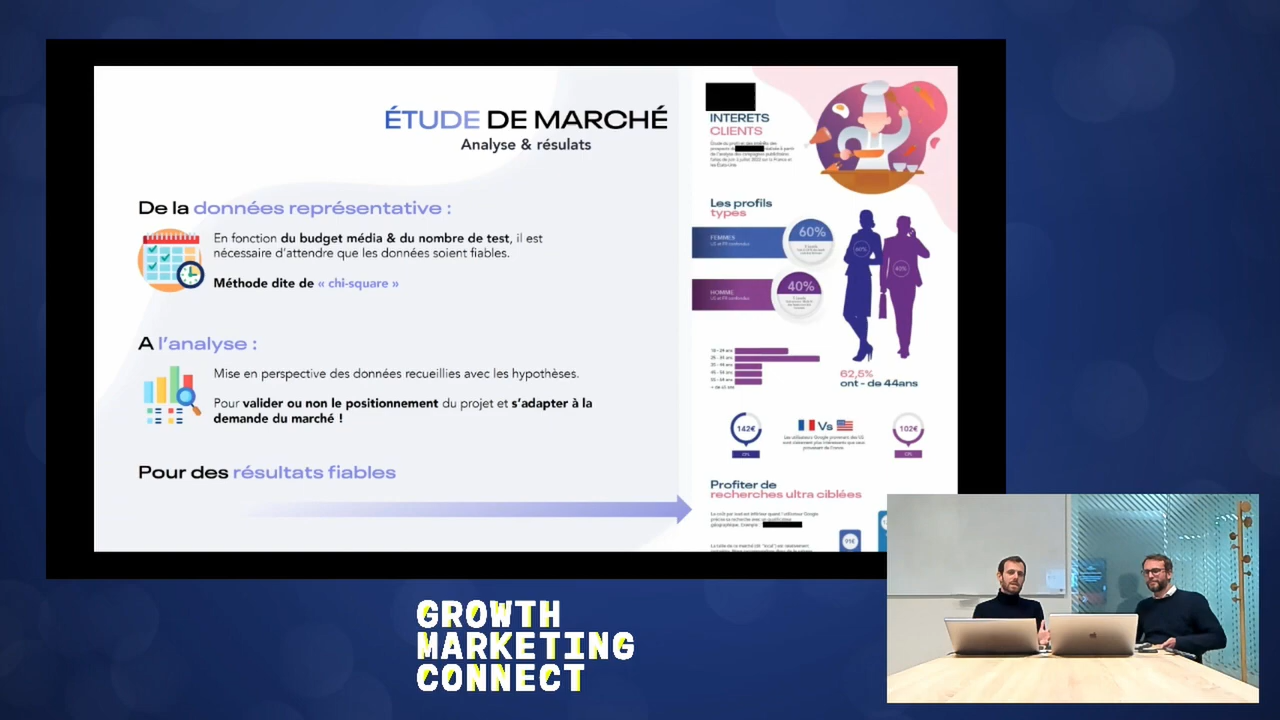 ÉTUDE DE MARCHÉ
Analyse & résulats
De la données représentative :
En fonction du budget média & du nombre de test, il est
nécessaire d'attendre que les données soient fiables.
Méthode dite de « chi-square »
A l'analyse :
Mise en perspective des données recueillies avec les hypothèses.
Pour valider ou non le positionnement du projet et s'adapter à la
demande du marché !
Pour des résultats fiables
INTERETS
CLIENTS
Les profils
types
FEMMES
60%
HOMME
40%
62,5%
ont - de 44ans
142€
Vs
102€
Profiter de
recherches ultra ciblées
91€
GROWTH
MARKETING
CONNECT